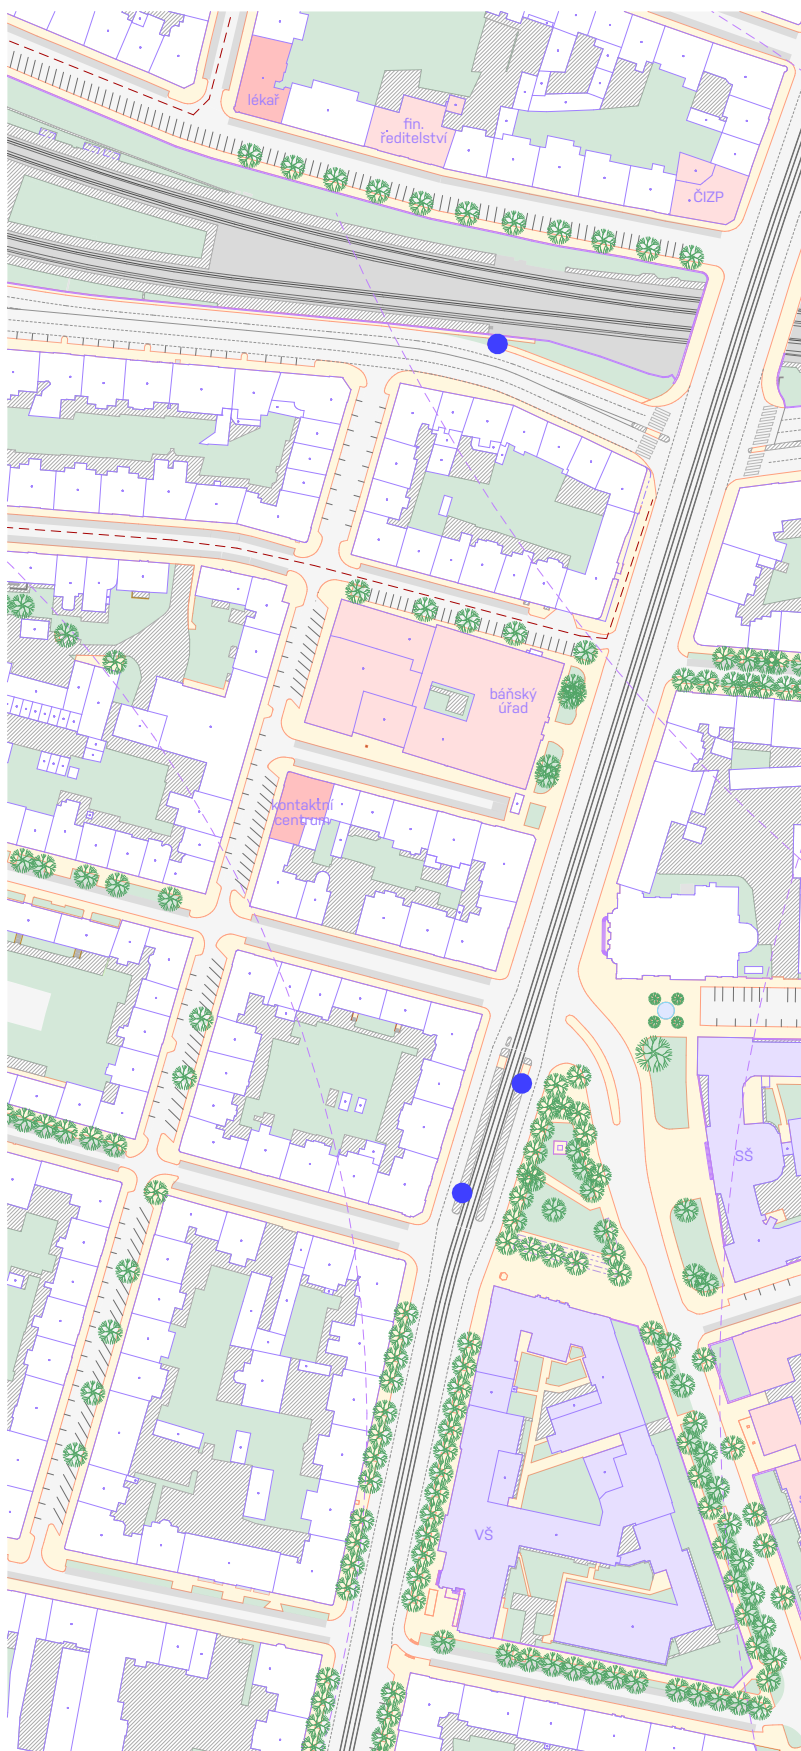 lékař
fin.
ředitelství
ČIZP
báňský
úřad
kontaktní
centrum
SŠ
VŠ